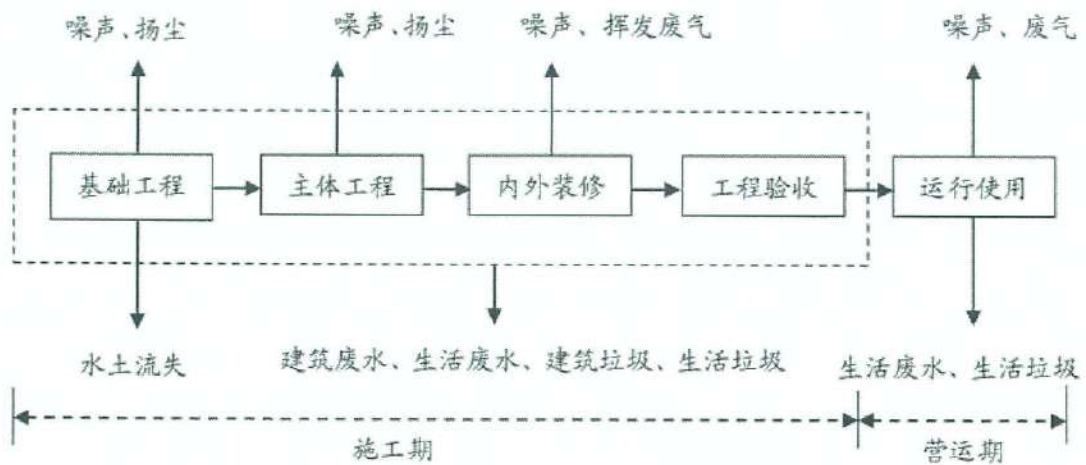 噪声、扬尘
噪声、扬尘
噪声、挥发废气
噪声、废气
基础工程
主体工程
内外装修
工程验收
运行使用
水土流失
建筑废水、生活废水、建筑垃圾、生活垃圾
生活废水、生活垃圾
施工期
营运期